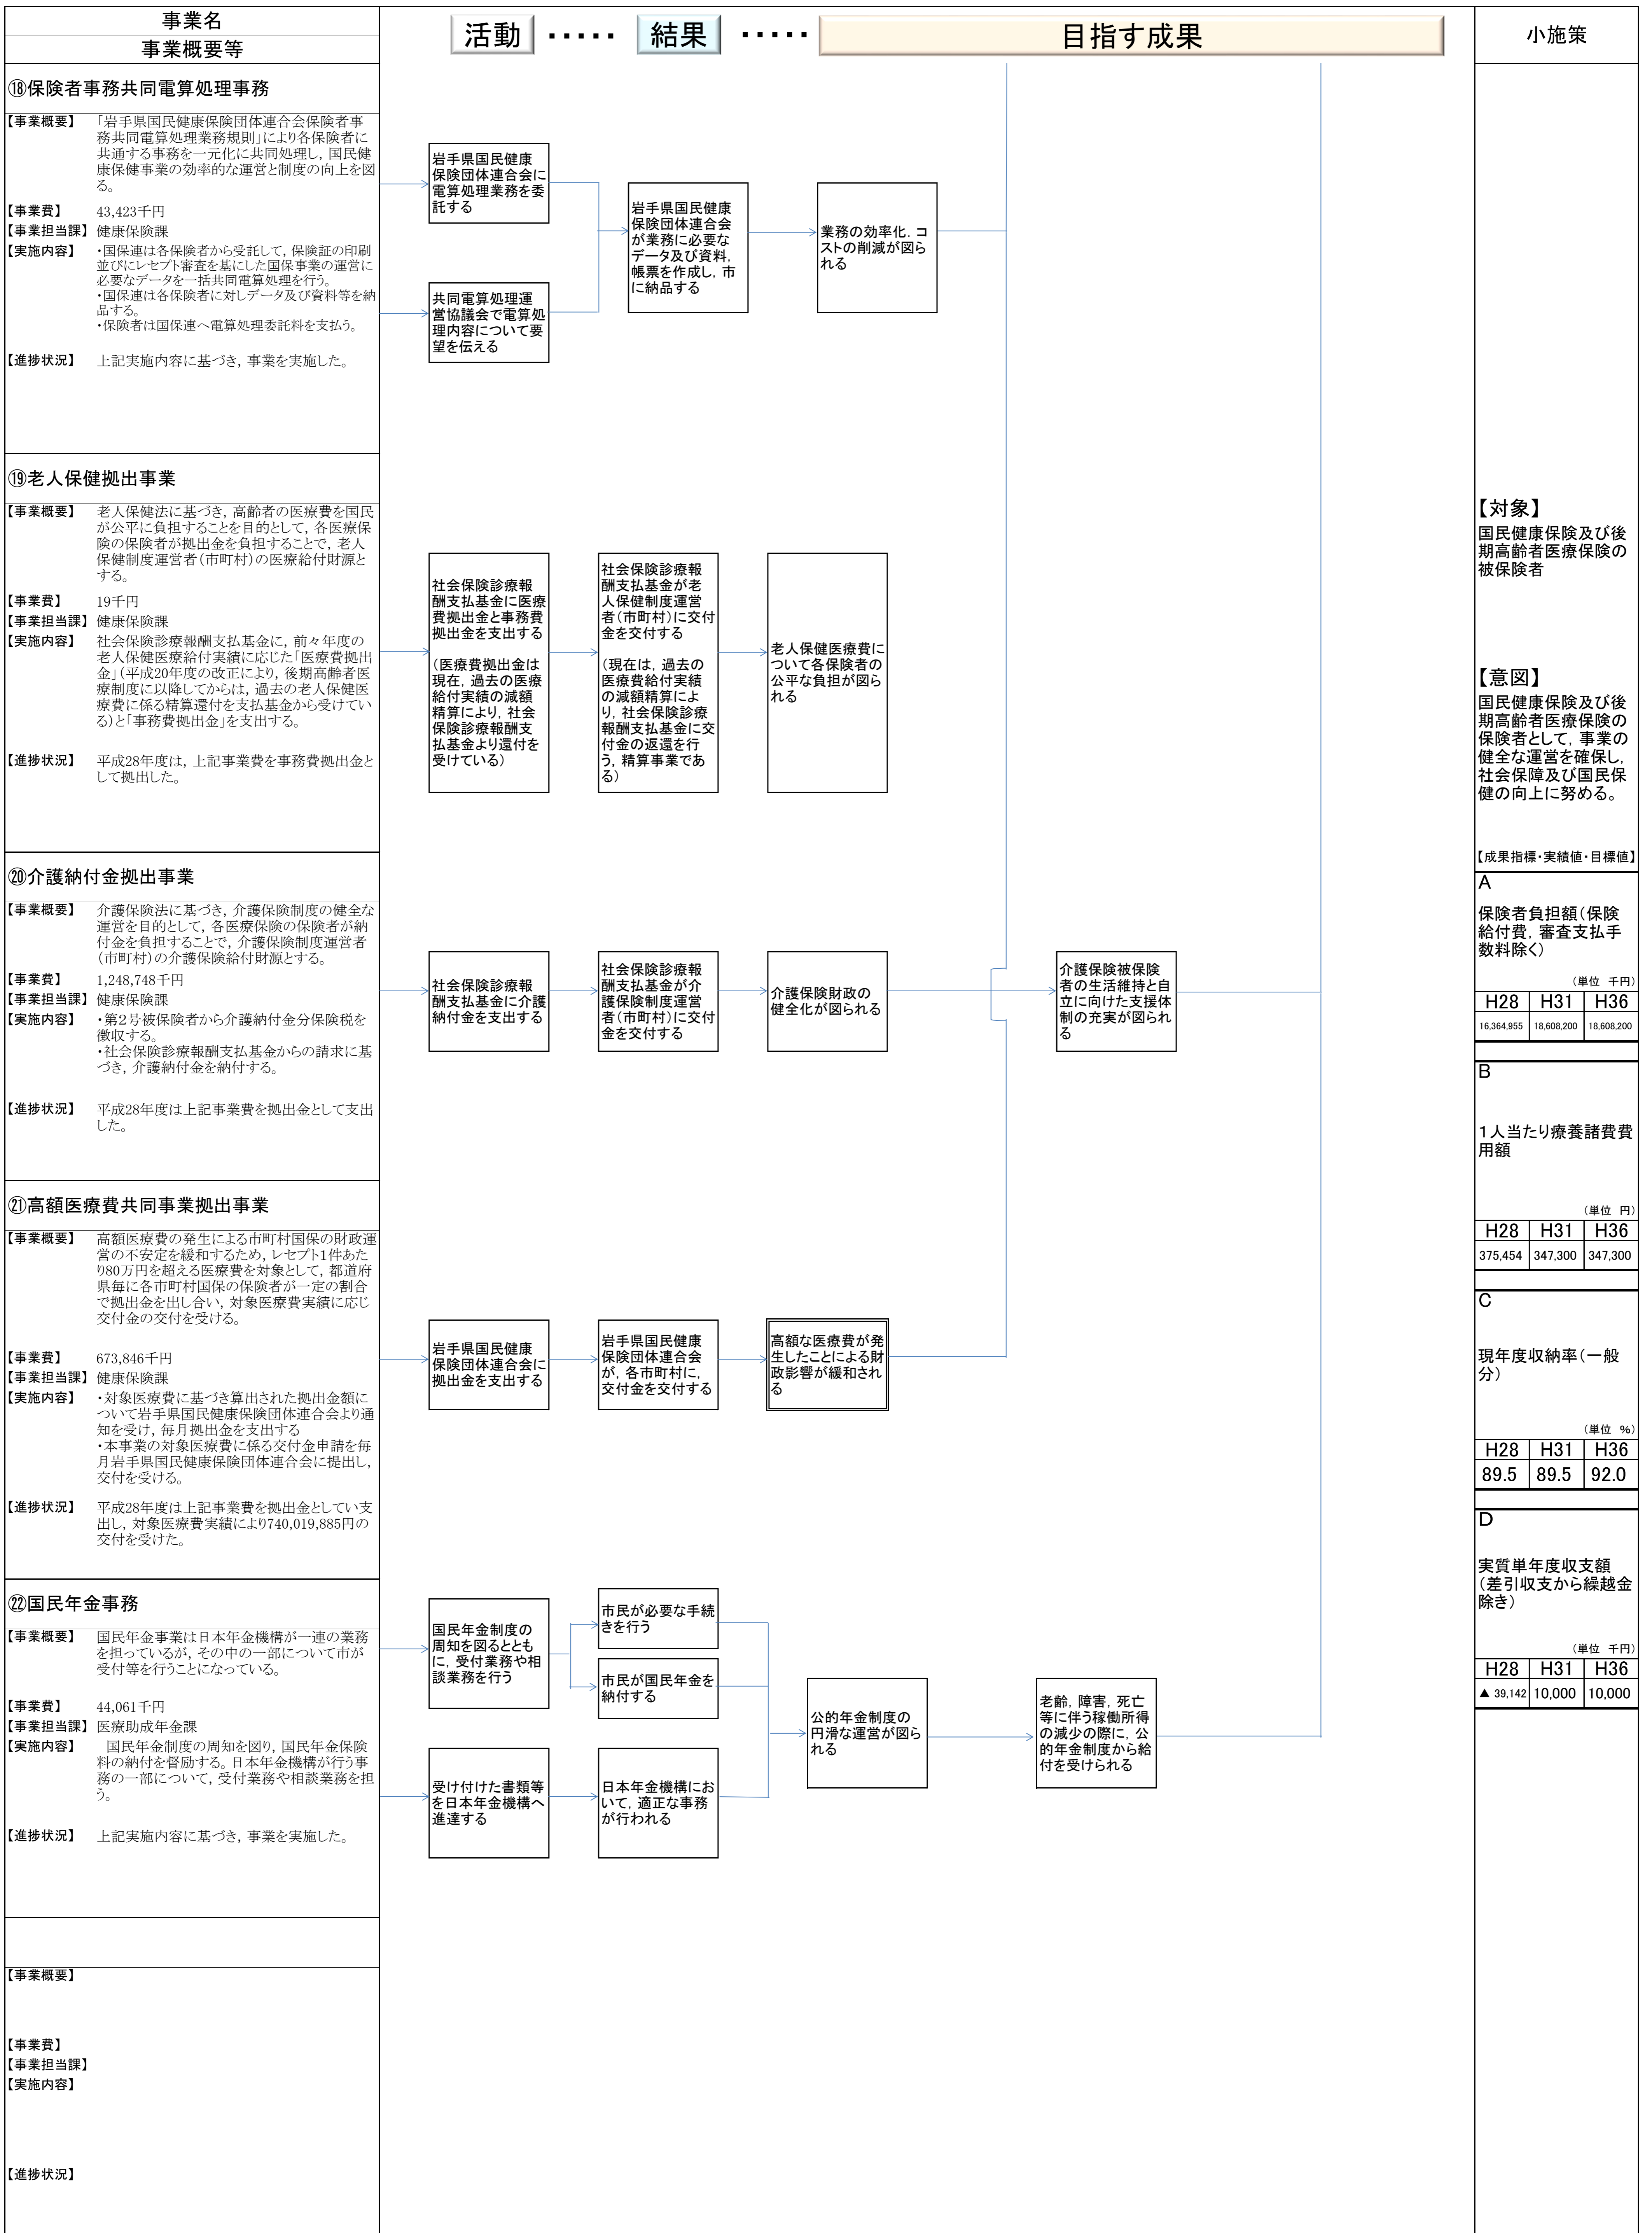 事業名
事業概要等
活動 ・・・・・ 結果 ・・・・・ 目指す成果
小施策
⑱保険者事務共同電算処理事務
【事業概要】 「岩手県国民健康保険団体連合会保険者事
務共同電算処理業務規則」により各保険者に
共通する事務を一元化に共同処理し，国民健
康保健事業の効率的な運営と制度の向上を図
る。
【事業費】 43,423千円
【事業担当課】 健康保険課
【実施内容】 ・国保連は各保険者から受託して，保険証の印刷
並びにレセプト審査を基にした国保事業の運営に
必要なデータを一括共同電算処理を行う。
・国保連は各保険者に対しデータ及び資料等を納
品する。
・保険者は国保連へ電算処理委託料を支払う。
【進捗状況】 上記実施内容に基づき，事業を実施した。
岩手県国民健康
保険団体連合会に
電算処理業務を委
託する
共同電算処理運
営協議会で電算処
理内容について要
望を伝える
岩手県国民健康
保険団体連合会
が業務に必要な
データ及び資料，
帳票を作成し，市
に納品する
業務の効率化，コ
ストの削減が図ら
れる
⑲老人保健拠出事業
【事業概要】 老人保健法に基づき，高齢者の医療費を国民
が公平に負担することを目的として，各医療保
険の保険者が拠出金を負担することで，老人
保健制度運営者（市町村）の医療給付財源と
する。
【事業費】 19千円
【事業担当課】 健康保険課
【実施内容】 社会保険診療報酬支払基金に，前々年度の
老人保健医療給付実績に応じた「医療費拠出
金」（平成20年度の改正により，後期高齢者医
療制度に以降してからは，過去の老人保健医
療費に係る精算還付を支払基金から受けてい
る）と「事務費拠出金」を支出する。
【進捗状況】 平成28年度は，上記事業費を事務費拠出金と
して拠出した。
社会保険診療報
酬支払基金に医療
費拠出金と事務費
拠出金を支出する
（医療費拠出金は
現在，過去の医療
給付実績の減額
精算により，社会
保険診療報酬支
払基金より還付を
受けている）
社会保険診療報
酬支払基金が老
人保健制度運営
者（市町村）に交付
金を交付する
（現在は，過去の
医療費給付実績
の減額精算によ
り，社会保険診療
報酬支払基金に交
付金の返還を行
う，精算事業であ
る）
老人保健医療費に
ついて各保険者の
公平な負担が図ら
れる
⑳介護納付金拠出事業
【事業概要】 介護保険法に基づき，介護保険制度の健全な
運営を目的として，各医療保険の保険者が納
付金を負担することで，介護保険制度運営者
（市町村）の介護保険給付財源とする。
【事業費】 1,248,748千円
【事業担当課】 健康保険課
【実施内容】 ・第２号被保険者から介護納付金分保険税を
徴収する。
・社会保険診療報酬支払基金からの請求に基
づき，介護納付金を納付する。
【進捗状況】 平成28年度は上記事業費を拠出金として支出
した。
社会保険診療報
酬支払基金に介護
納付金を支出する
社会保険診療報
酬支払基金が介
護保険制度運営
者（市町村）に交付
金を交付する
介護保険財政の
健全化が図られる
介護保険被保険
者の生活維持と自
立に向けた支援体
制の充実が図られ
る
㉑高額医療費共同事業拠出事業
【事業概要】 高額医療費の発生による市町村国保の財政運
営の不安定を緩和するため，レセプト1件あた
り80万円を超える医療費を対象として，都道府
県毎に各市町村国保の保険者が一定の割合
で拠出金を出し合い，対象医療費実績に応じ
交付金の交付を受ける。
【事業費】 673,846千円
【事業担当課】 健康保険課
【実施内容】 ・対象医療費に基づき算出された拠出金額に
ついて岩手県国民健康保険団体連合会より通
知を受け，毎月拠出金を支出する
・本事業の対象医療費に係る交付金申請を毎
月岩手県国民健康保険団体連合会に提出し，
交付を受ける。
【進捗状況】 平成28年度は上記事業費を拠出金としてい支
出し，対象医療費実績により740,019,885円の
交付を受けた。
岩手県国民健康
保険団体連合会に
拠出金を支出する
岩手県国民健康
保険団体連合会
が，各市町村に，
交付金を交付する
高額な医療費が発
生したことによる財
政影響が緩和され
る
㉒国民年金事務
【事業概要】 国民年金事業は日本年金機構が一連の業務
を担っているが，その中の一部について市が
受付等を行うことになっている。
【事業費】 44,061千円
【事業担当課】 医療助成年金課
【実施内容】 国民年金制度の周知を図り，国民年金保険
料の納付を督励する。日本年金機構が行う事
務の一部について，受付業務や相談業務を担
う。
【進捗状況】 上記実施内容に基づき，事業を実施した。
国民年金制度の
周知を図るととも
に，受付業務や相
談業務を行う
受け付けた書類等
を日本年金機構へ
進達する
市民が必要な手続
きを行う
市民が国民年金を
納付する
日本年金機構にお
いて，適正な事務
が行われる
公的年金制度の
円滑な運営が図ら
れる
老齢，障害，死亡
等に伴う稼働所得
の減少の際に，公
的年金制度から給
付を受けられる
【事業概要】
【事業費】
【事業担当課】
【実施内容】
【進捗状況】
【対象】
国民健康保険及び後
期高齢者医療保険の
被保険者
【意図】
国民健康保険及び後
期高齢者医療保険の
保険者として，事業の
健全な運営を確保し，
社会保障及び国民保
健の向上に努める。
【成果指標・実績値・目標値】
A
保険者負担額（保険
給付費，審査支払手
数料除く）
（単位 千円）
H28 H31 H36
16,364,955 18,608,200 18,608,200
B
１人当たり療養諸費費
用額
（単位 円）
H28 H31 H36
375,454 347,300 347,300
C
現年度収納率（一般
分）
（単位 %）
H28 H31 H36
89.5 89.5 92.0
D
実質単年度収支額
（差引収支から繰越金
除き）
（単位 千円）
H28 H31 H36
▲ 39,142 10,000 10,000